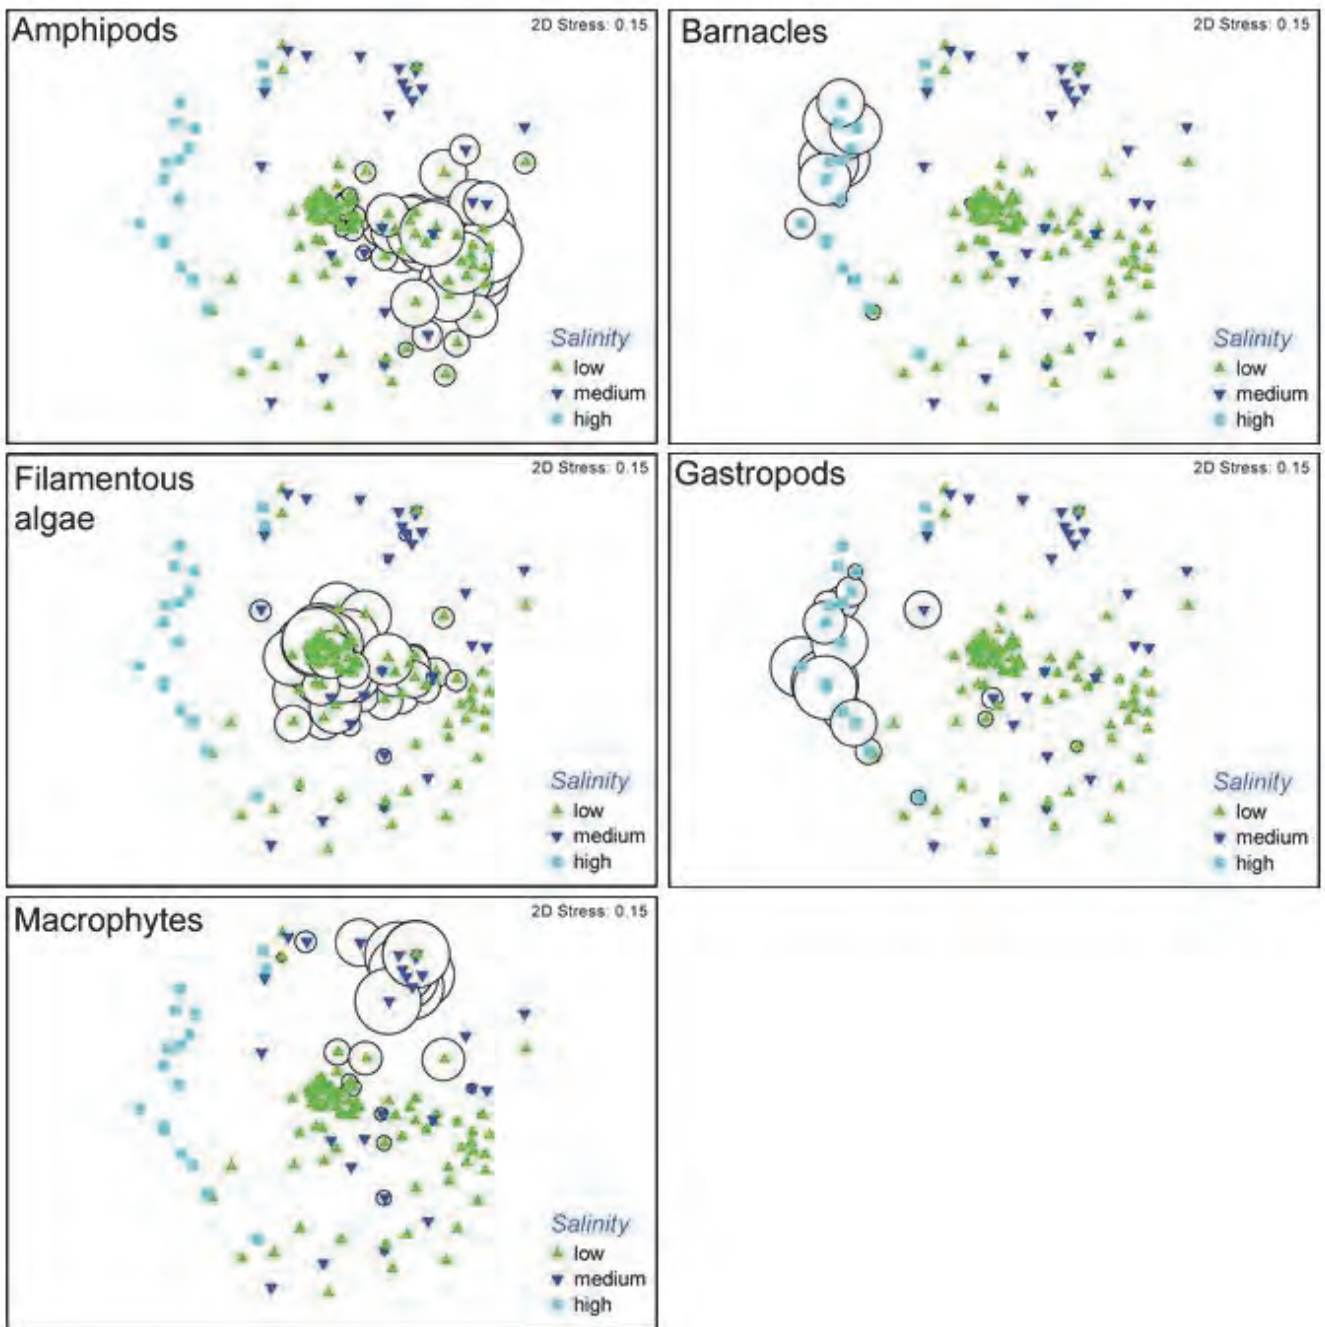 Amphipods
2D Stress: 0.15
Salinity
low
medium
high
Barnacles
2D Stress: 0.15
Salinity
low
medium
high
Filamentous
algae
2D Stress: 0.15
Salinity
low
medium
high
Gastropods
2D Stress: 0.15
Salinity
low
medium
high
Macrophytes
2D Stress: 0.15
Salinity
low
medium
high